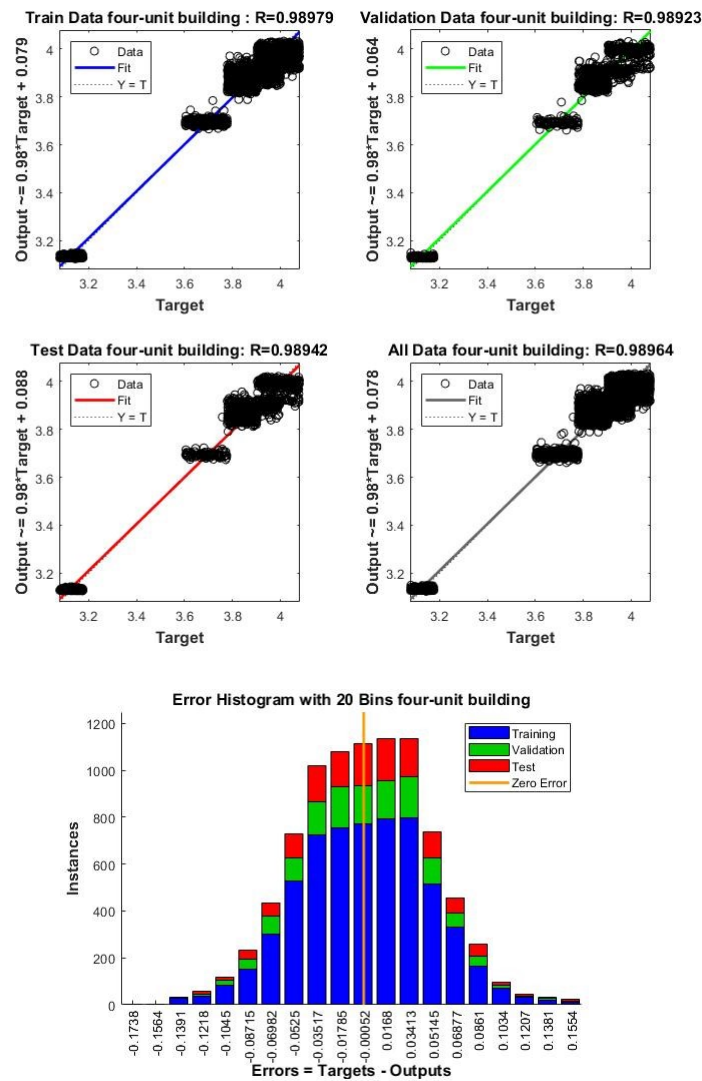 Train Data four-unit building : R=0.98979
Output ~= 0.98*Target + 0.079
4
3.8
3.6
3.4
3.2
Data
Fit
Y = T
3.2 3.4 3.6 3.8 4
Target
Validation Data four-unit building: R=0.98923
Output ~= 0.98*Target + 0.064
4
3.8
3.6
3.4
3.2
Data
Fit
Y = T
3.2 3.4 3.6 3.8 4
Target
Test Data four-unit building: R=0.98942
Output ~= 0.98*Target + 0.088
4
3.8
3.6
3.4
3.2
Data
Fit
Y = T
3.2 3.4 3.6 3.8 4
Target
All Data four-unit building: R=0.98964
Output ~= 0.98*Target + 0.078
4
3.8
3.6
3.4
3.2
Data
Fit
Y = T
3.2 3.4 3.6 3.8 4
Target
Error Histogram with 20 Bins four-unit building
Instances
1200
1000
800
600
400
200
0
Training
Validation
Test
Zero Error
-0.1738
-0.1564
-0.1391
-0.1218
-0.1045
-0.08715
-0.06982
-0.0525
-0.03517
-0.01785
-0.00052
0.0168
0.03413
0.05145
0.06877
0.0861
0.1034
0.1207
0.1381
0.1554
Errors = Targets - Outputs